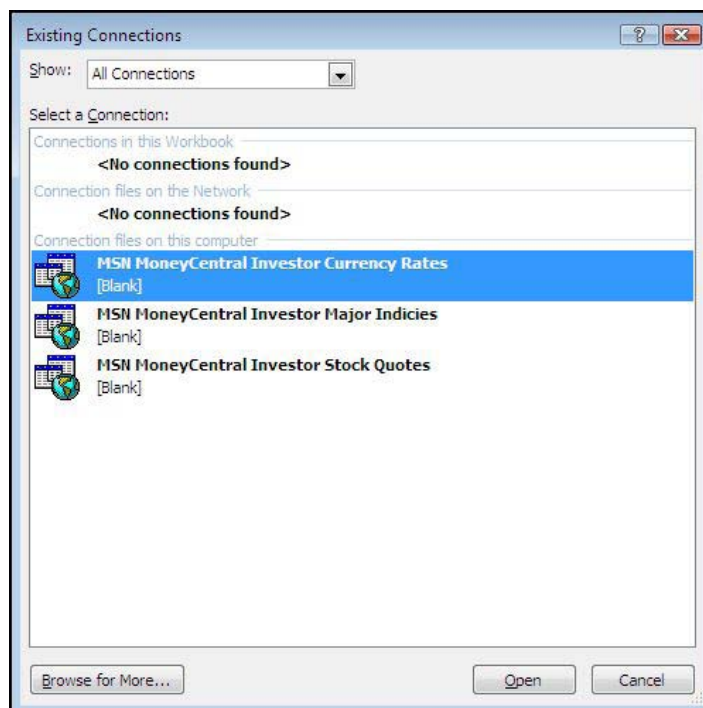 Existing Connections
?
Show: All Connections
Select a Connection:
Connections in this Workbook
<No connections found>
Connection files on the Network
<No connections found>
Connection files on this computer
MSN MoneyCentral Investor Currency Rates
[Blank]
MSN MoneyCentral Investor Major Indicies
[Blank]
MSN MoneyCentral Investor Stock Quotes
[Blank]
Browse for More... Open Cancel